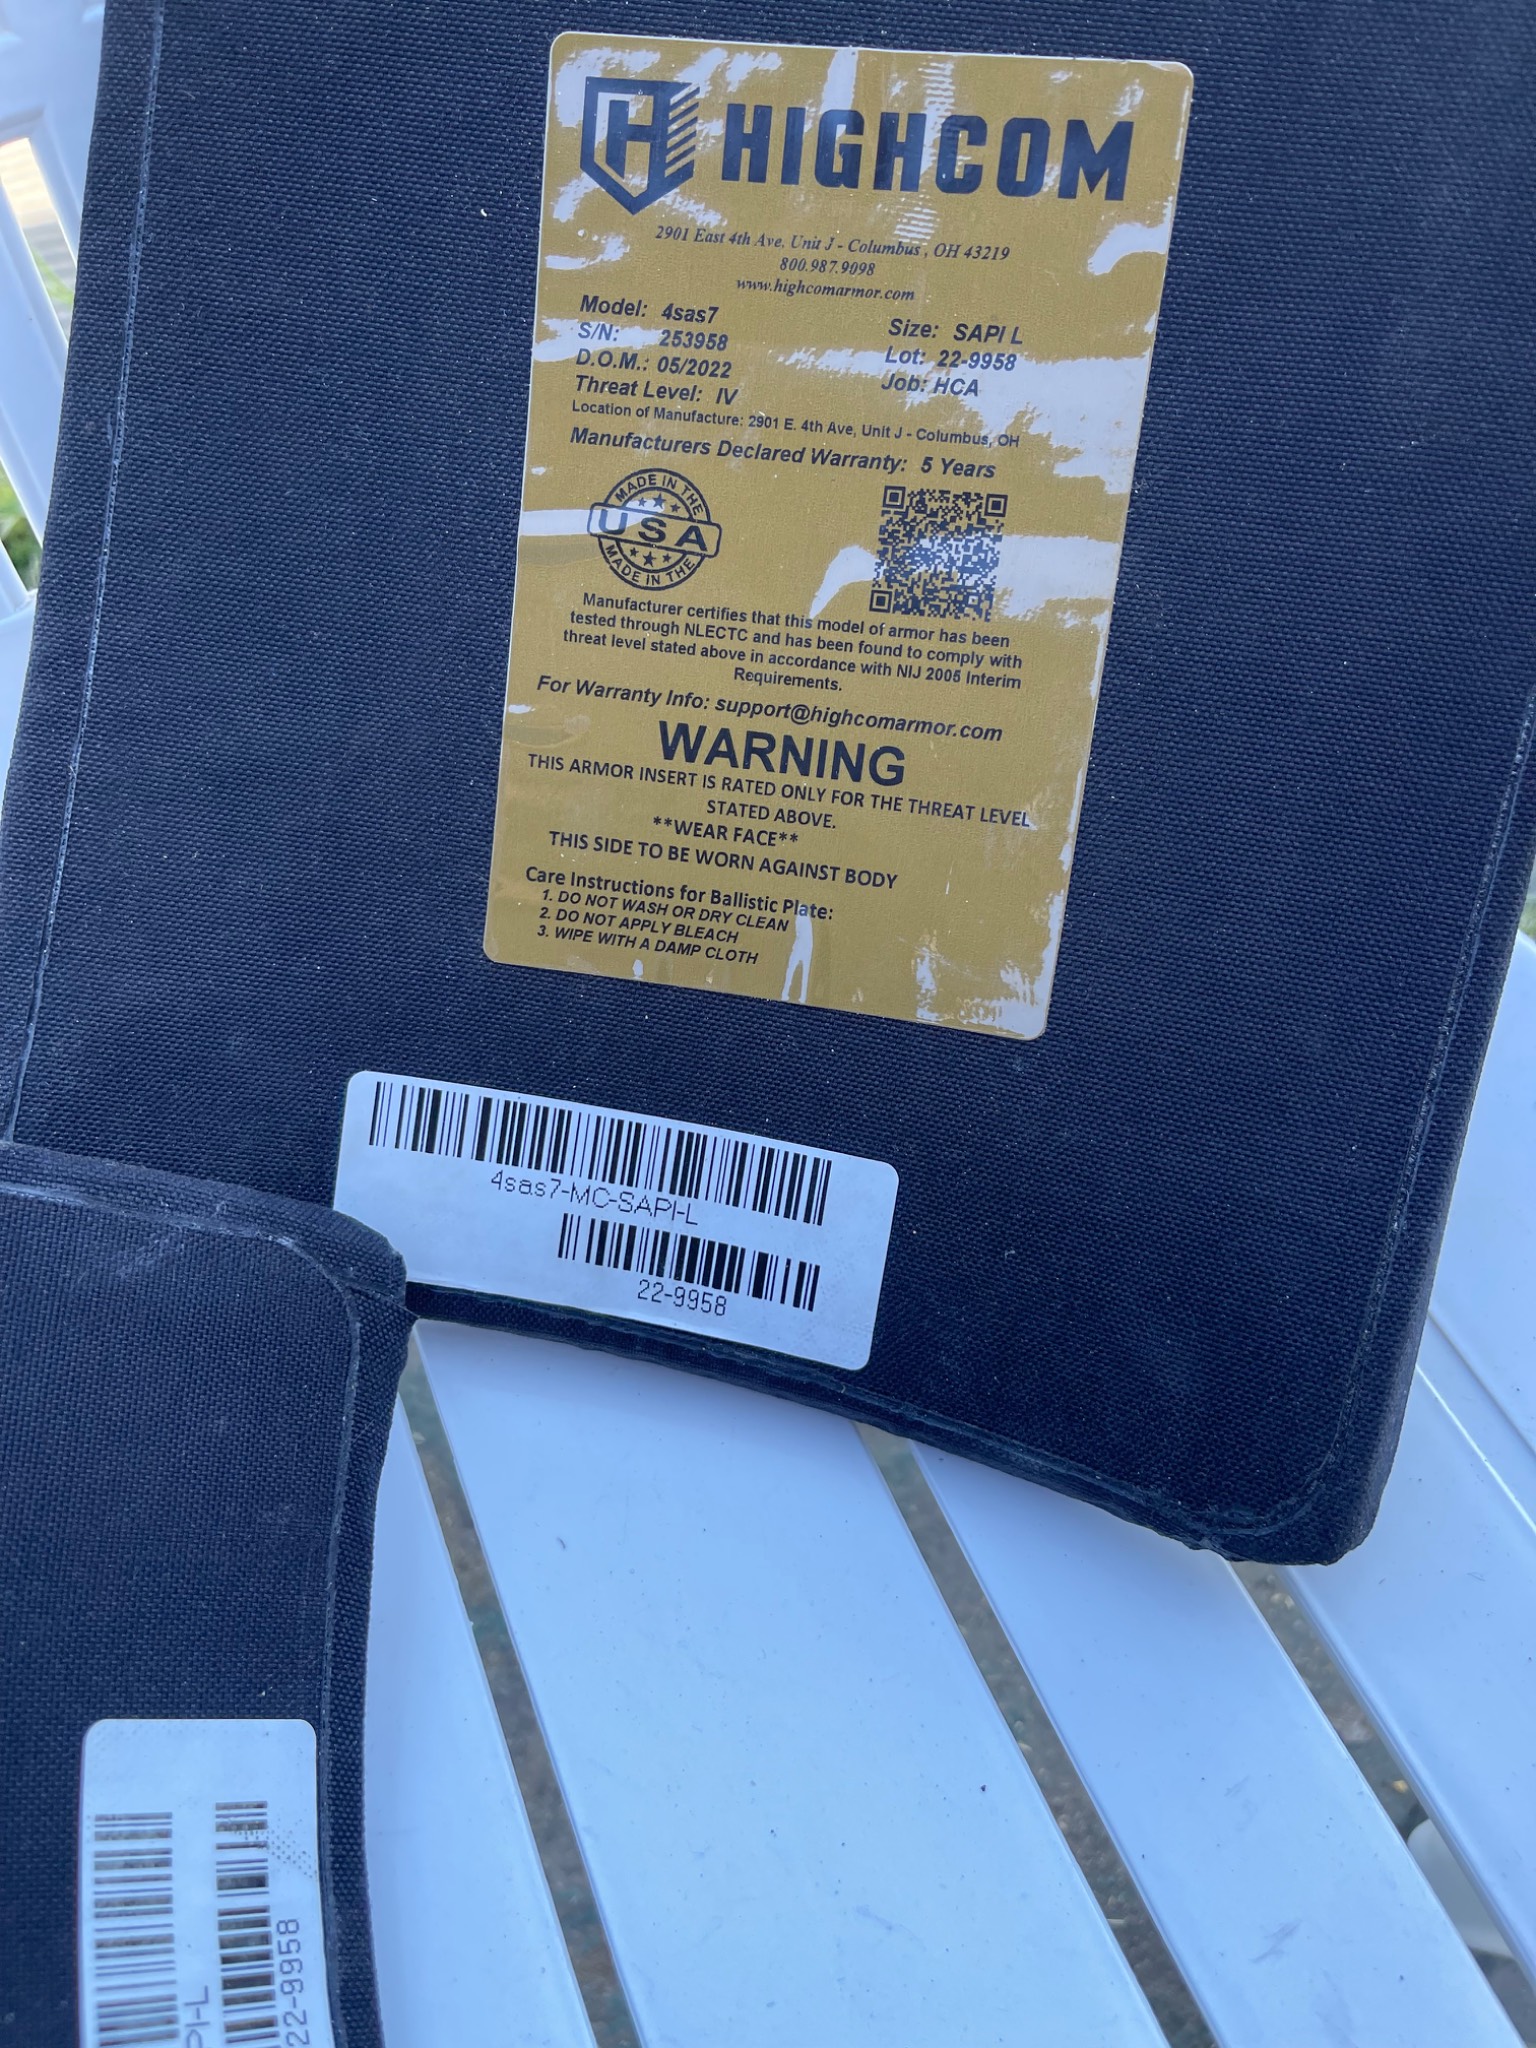 HIGHCOM
2901 East 4th Ave, Unit J - Columbus , OH 43219
800.987.9098
www.highcomarmor.com
Model: 4sas7
Size: SAPI L
S/N: 253958
Lot: 22-9958
D.O.M.: 05/2022
Job: HCA
Threat Level: IV
Location of Manufacture: 2901 E. 4th Ave, Unit J - Columbus, OH
Manufacturers Declared Warranty: 5 Years
MADE IN THE
USA
MADE IN THE
Manufacturer certifies that this model of armor has been
tested through NLECTC and has been found to comply with
threat level stated above in accordance with NIJ 2005 Interim
Requirements.
For Warranty Info: support@highcomarmor.com
WARNING
THIS ARMOR INSERT IS RATED ONLY FOR THE THREAT LEVEL
STATED ABOVE.
**WEAR FACE**
THIS SIDE TO BE WORN AGAINST BODY
Care Instructions for Ballistic Plate:
1. DO NOT WASH OR DRY CLEAN
2. DO NOT APPLY BLEACH
3. WIPE WITH A DAMP CLOTH
4sas7-MC-SAPI-L
22-9958
PI-L
22-9958